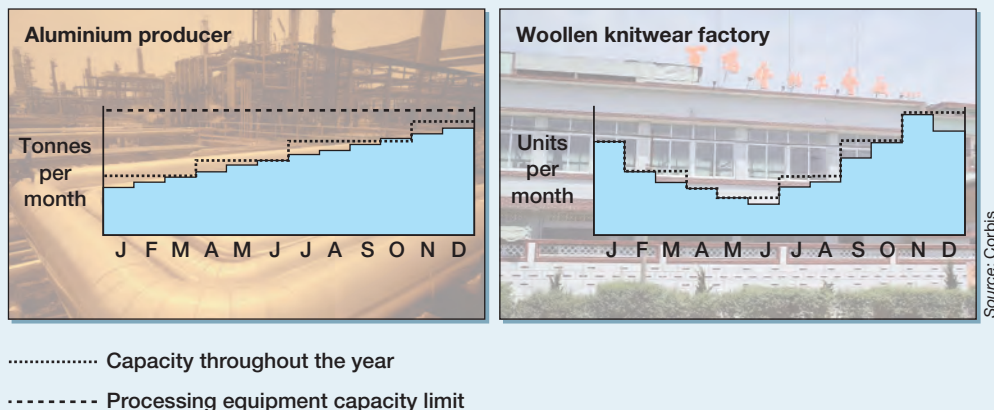 Aluminium producer
Tonnes
per
month
J F M A M J J A S O N D
Woollen knitwear factory
Units
per
month
J F M A M J J A S O N D
Source: Corbis
Capacity throughout the year
Processing equipment capacity limit